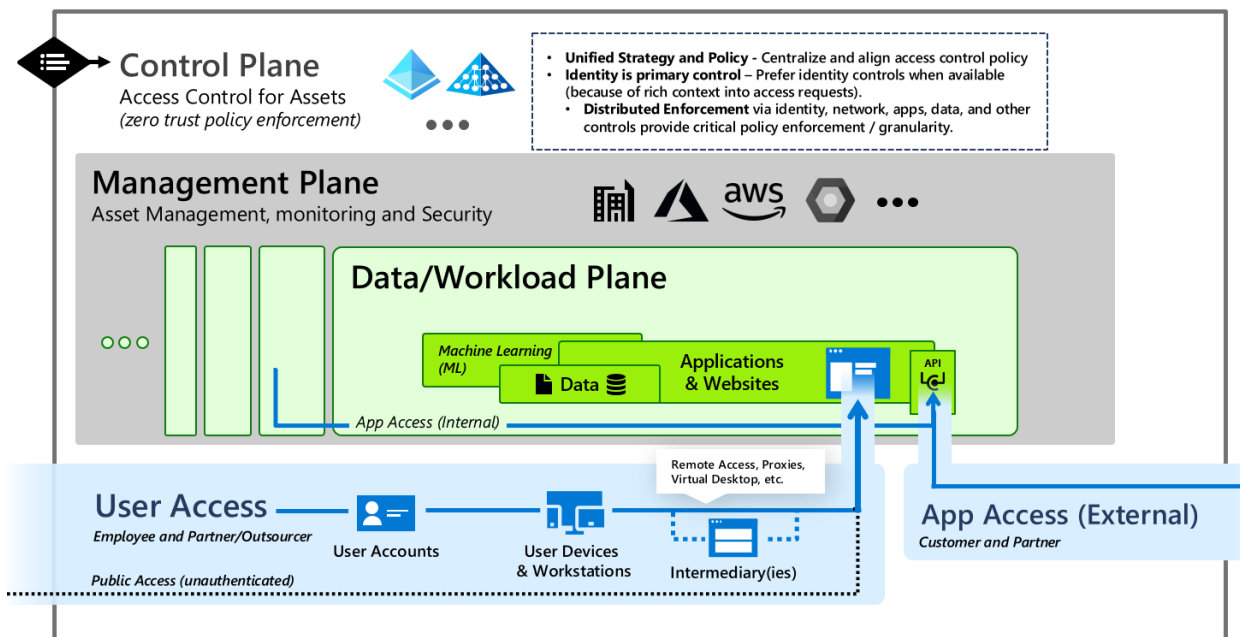 Control Plane
Access Control for Assets
(zero trust policy enforcement)
• Unified Strategy and Policy - Centralize and align access control policy
• Identity is primary control – Prefer identity controls when available
(because of rich context into access requests).
• Distributed Enforcement via identity, network, apps, data, and other
controls provide critical policy enforcement / granularity.
Management Plane
Asset Management, monitoring and Security
aws
Data/Workload Plane
Machine Learning
(ML)
Data
Applications
& Websites
API
App Access (Internal)
Remote Access, Proxies,
Virtual Desktop, etc.
User Access
Employee and Partner/Outsourcer
User Accounts
User Devices
& Workstations
Intermediary(ies)
Public Access (unauthenticated)
App Access (External)
Customer and Partner